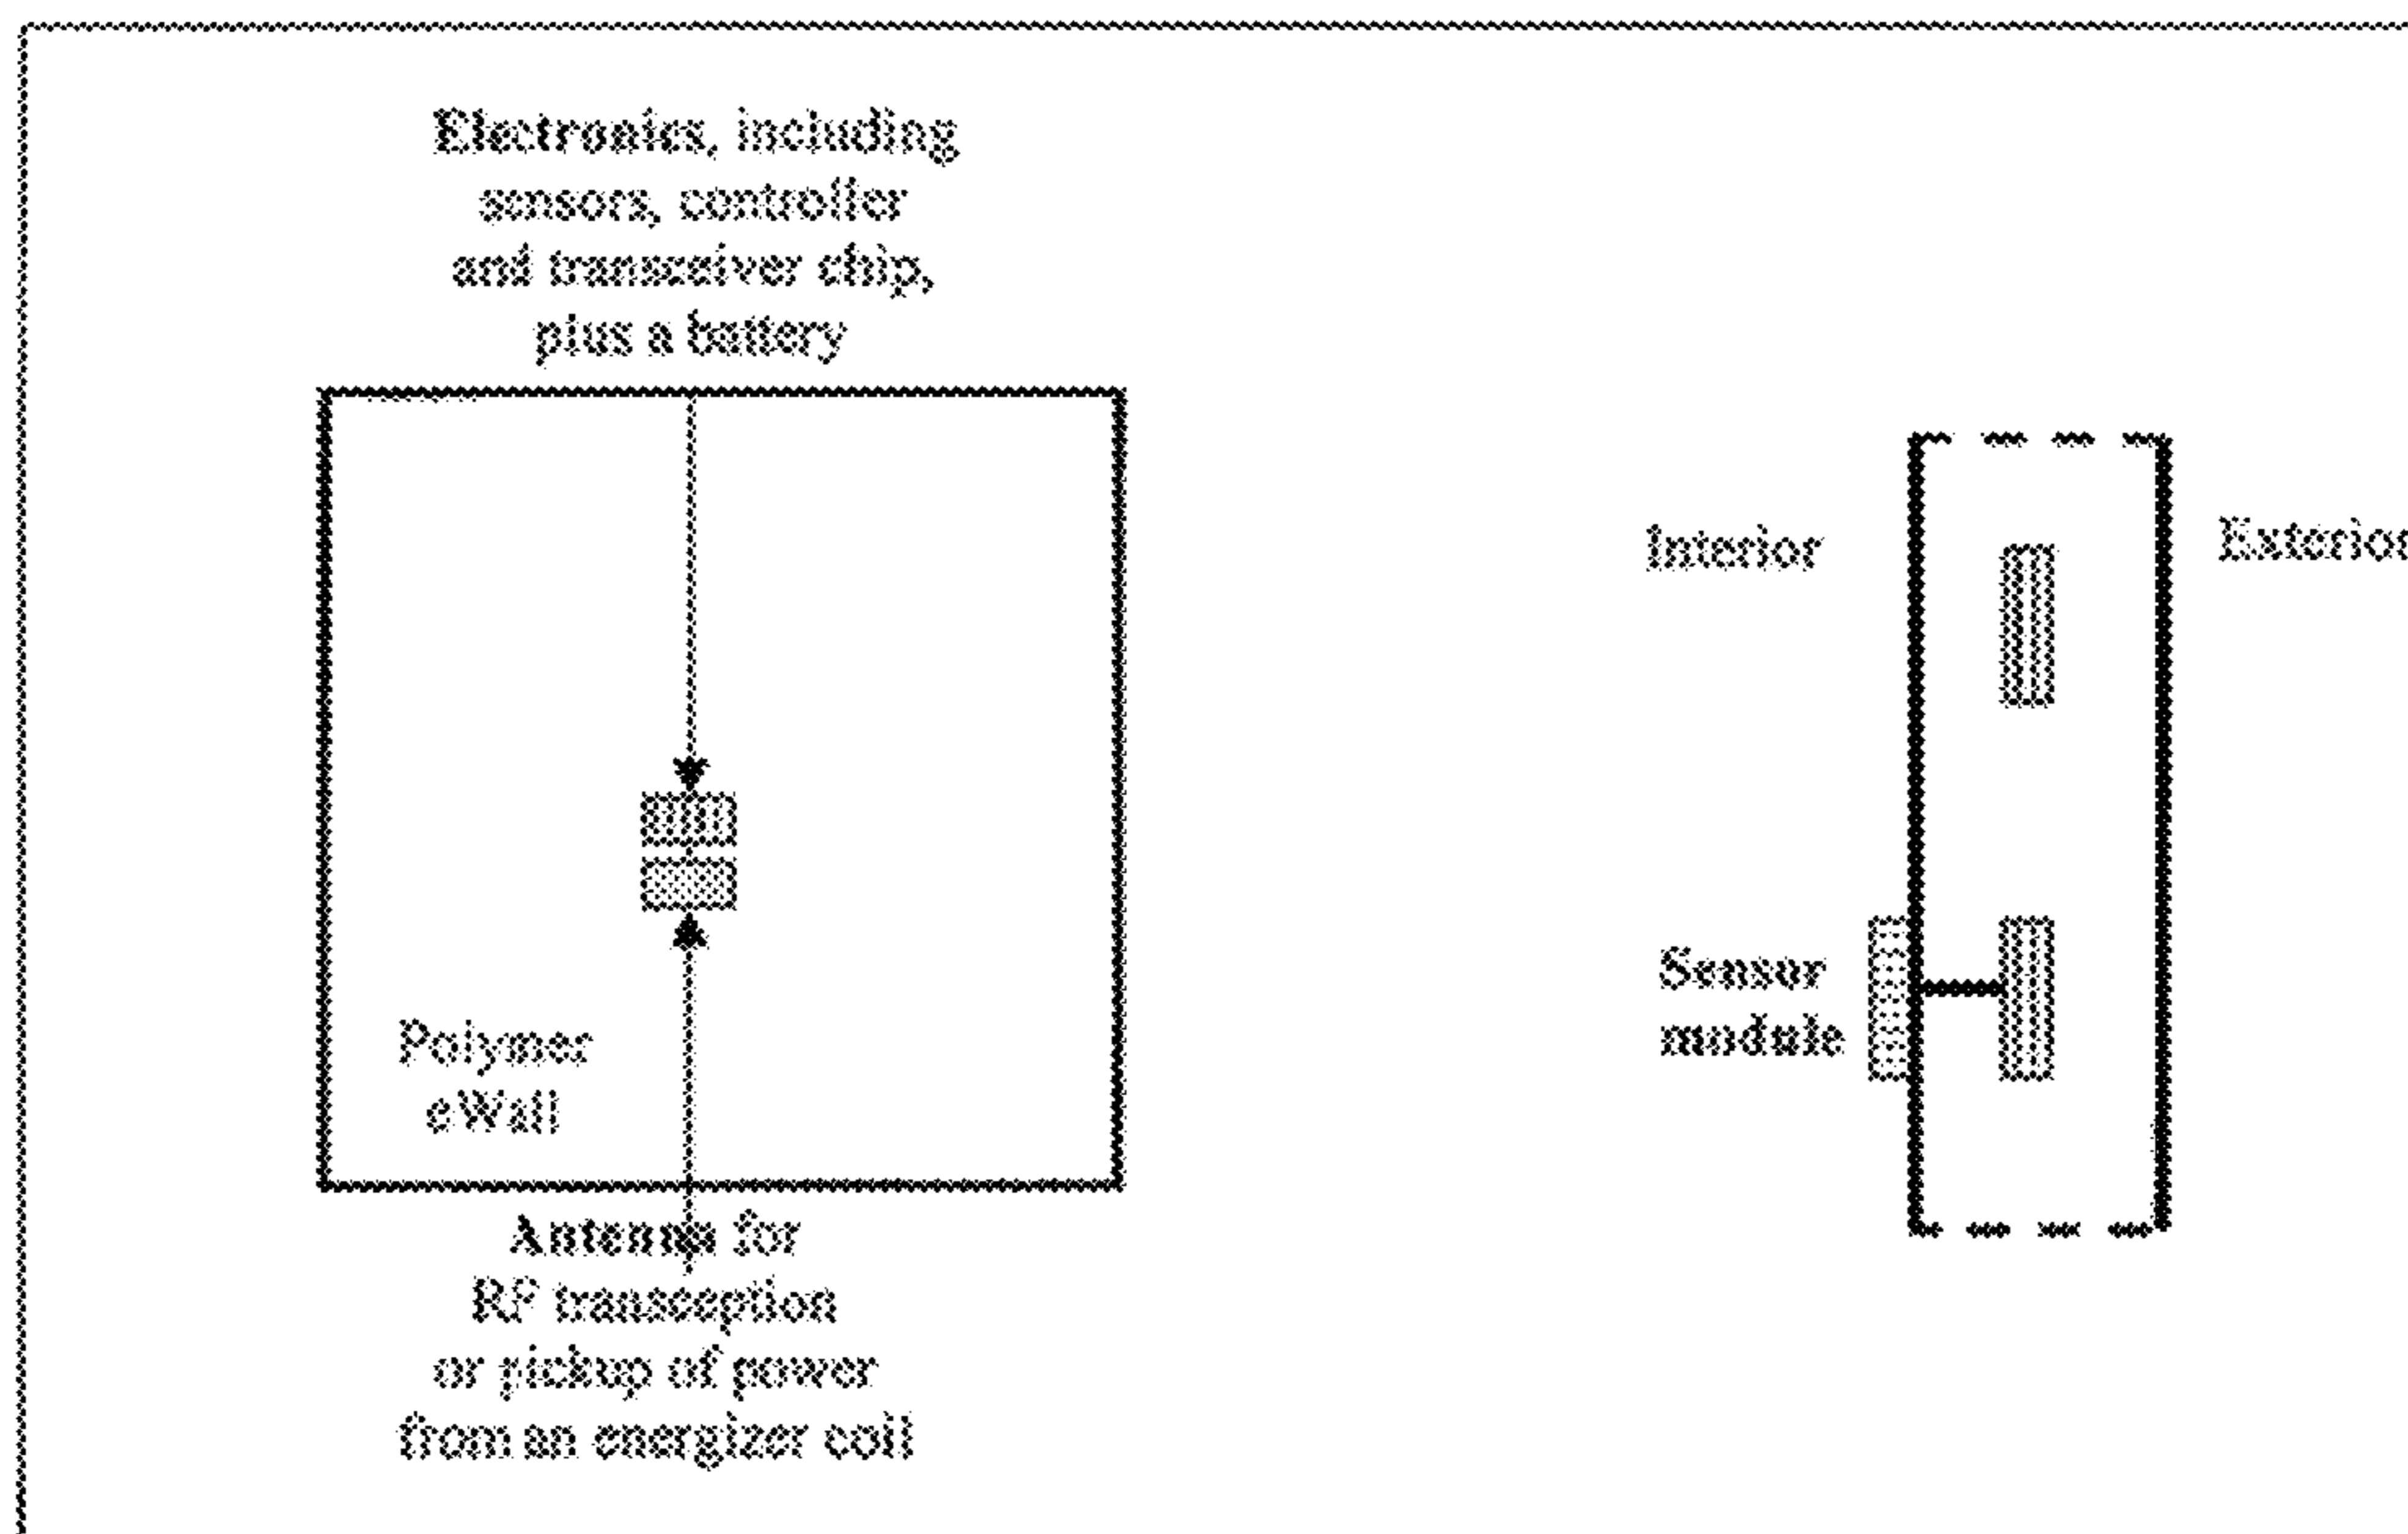 Electronics, including
sensors, controller
and transceiver chip,
plus a battery
Polymer
eWall
Antenna for
RF transception
or pickup of power
from an energizer coil
Interior
Exterior
Sensor
module